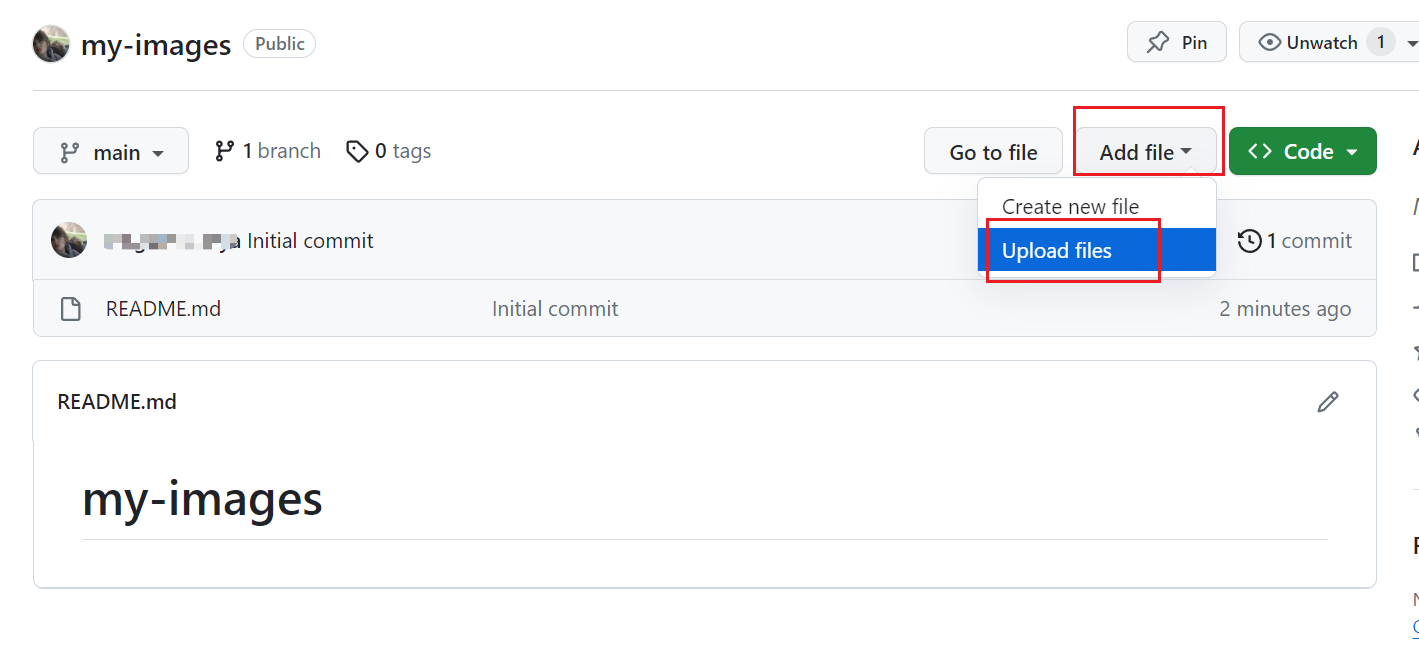 my-images Public Pin Unwatch 1
main 1 branch 0 tags Go to file Add file Code
Create new file
Initial commit Upload files 1 commit
README.md Initial commit 2 minutes ago
README.md
my-images